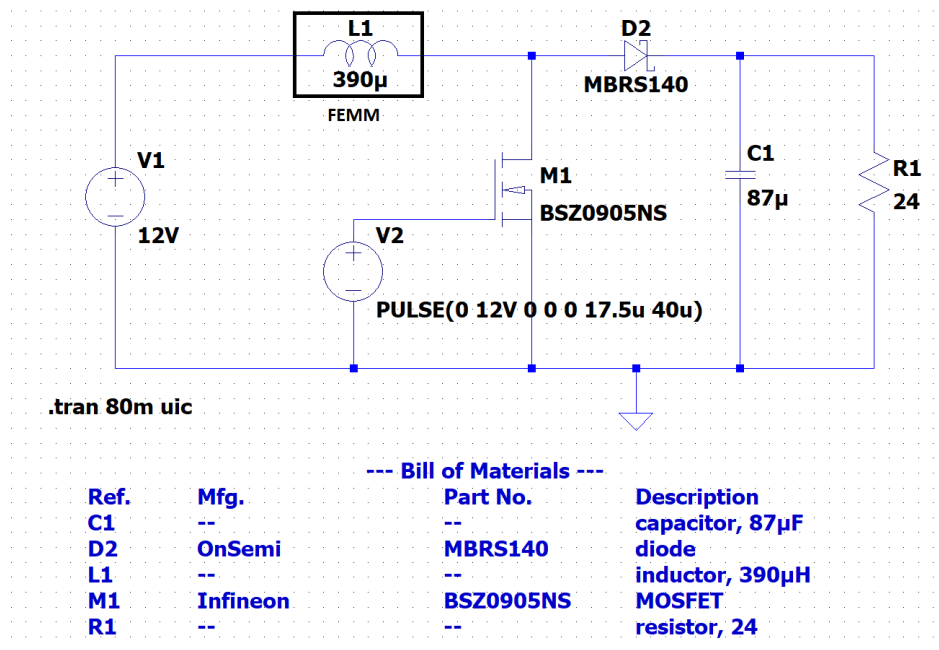 L1
390µ
FEMM
D2
MBRS140
V1
12V
M1
BSZ0905NS
C1
87µ
R1
24
V2
PULSE(0 12V 0 0 0 17.5u 40u)
.tran 80m uic
--- Bill of Materials ---
Ref. Mfg. Part No. Description
C1 -- -- capacitor, 87µF
D2 OnSemi MBRS140 diode
L1 -- -- inductor, 390µH
M1 Infineon BSZ0905NS MOSFET
R1 -- -- resistor, 24